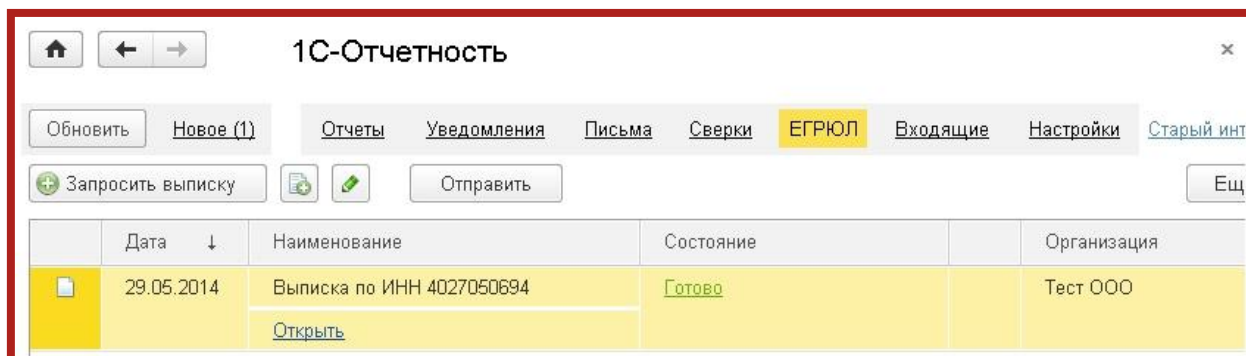 1С-Отчетность
Обновить Новое (1) Отчеты Уведомления Письма Сверки ЕГРЮЛ Входящие Настройки Старый инт
Запросить выписку Отправить Ещ
Дата ↓ Наименование Состояние Организация
29.05.2014 Выписка по ИНН 4027050694 Готово Тест ООО
Открыть